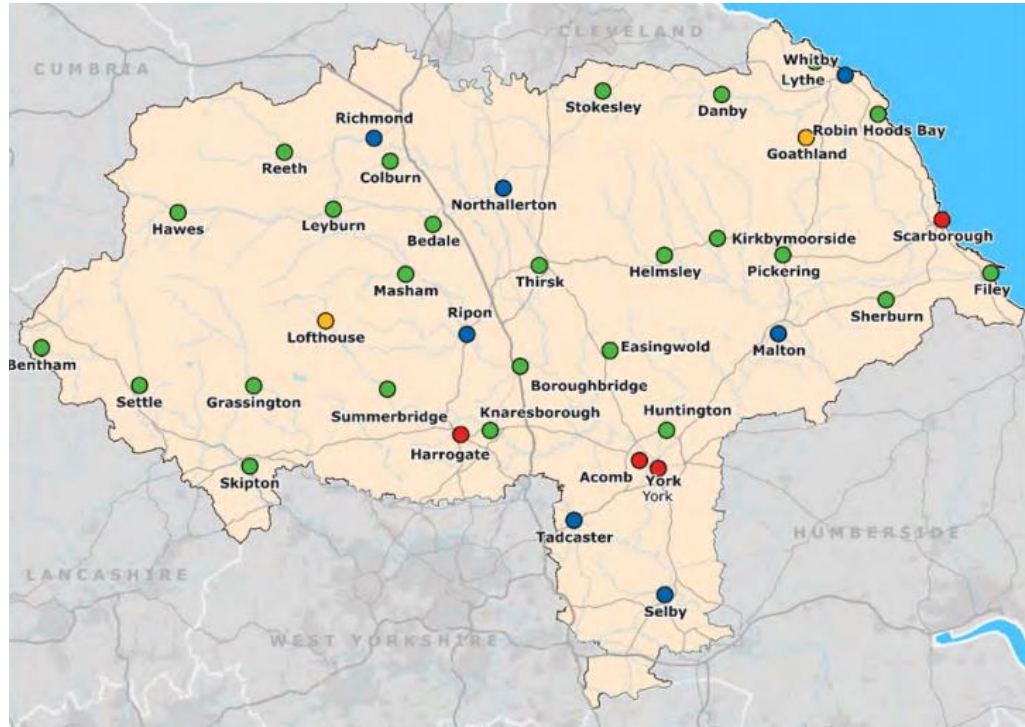 CLEVELAND
CUMBRIA
Whitby
Lythe
Stokesley
Danby
Richmond
Robin Hoods Bay
Goathland
Reeth
Colburn
Northallerton
Hawes
Leyburn
Bedale
Kirkbymoorside
Scarborough
Helmsley
Pickering
Thirsk
Masham
Filey
Ripon
Sherburn
Lofthouse
Easingwold
Malton
Bentham
Boroughbridge
Settle
Grassington
Summerbridge
Knaresborough
Huntington
Harrogate
Acomb
York
York
Skipton
Tadcaster
HUMBERSIDE
LANCASHIRE
Selby
WEST YORKSHIRE